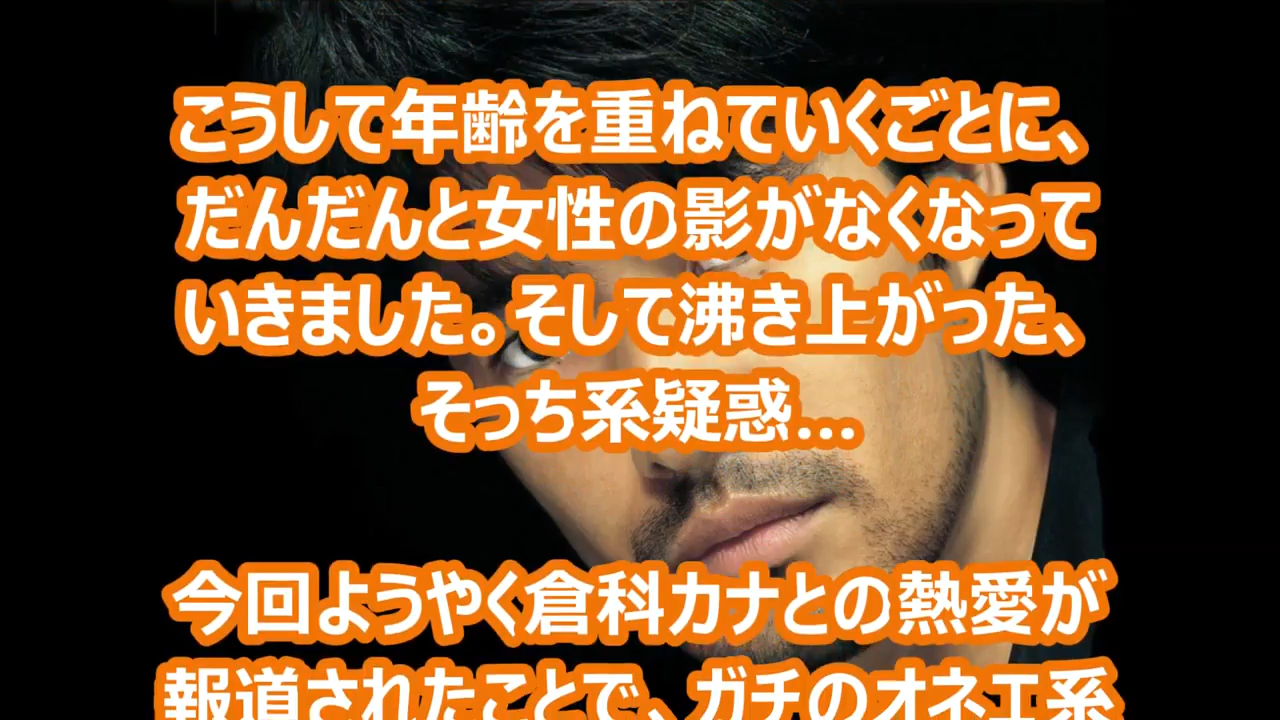 こうして年齢を重ねていくごとに、
だんだんと女性の影がなくなって
いきました。そして沸き上がった、
そっち系疑惑…
今回ようやく倉科カナとの熱愛が
報道されたことで、ガチのオネエ系